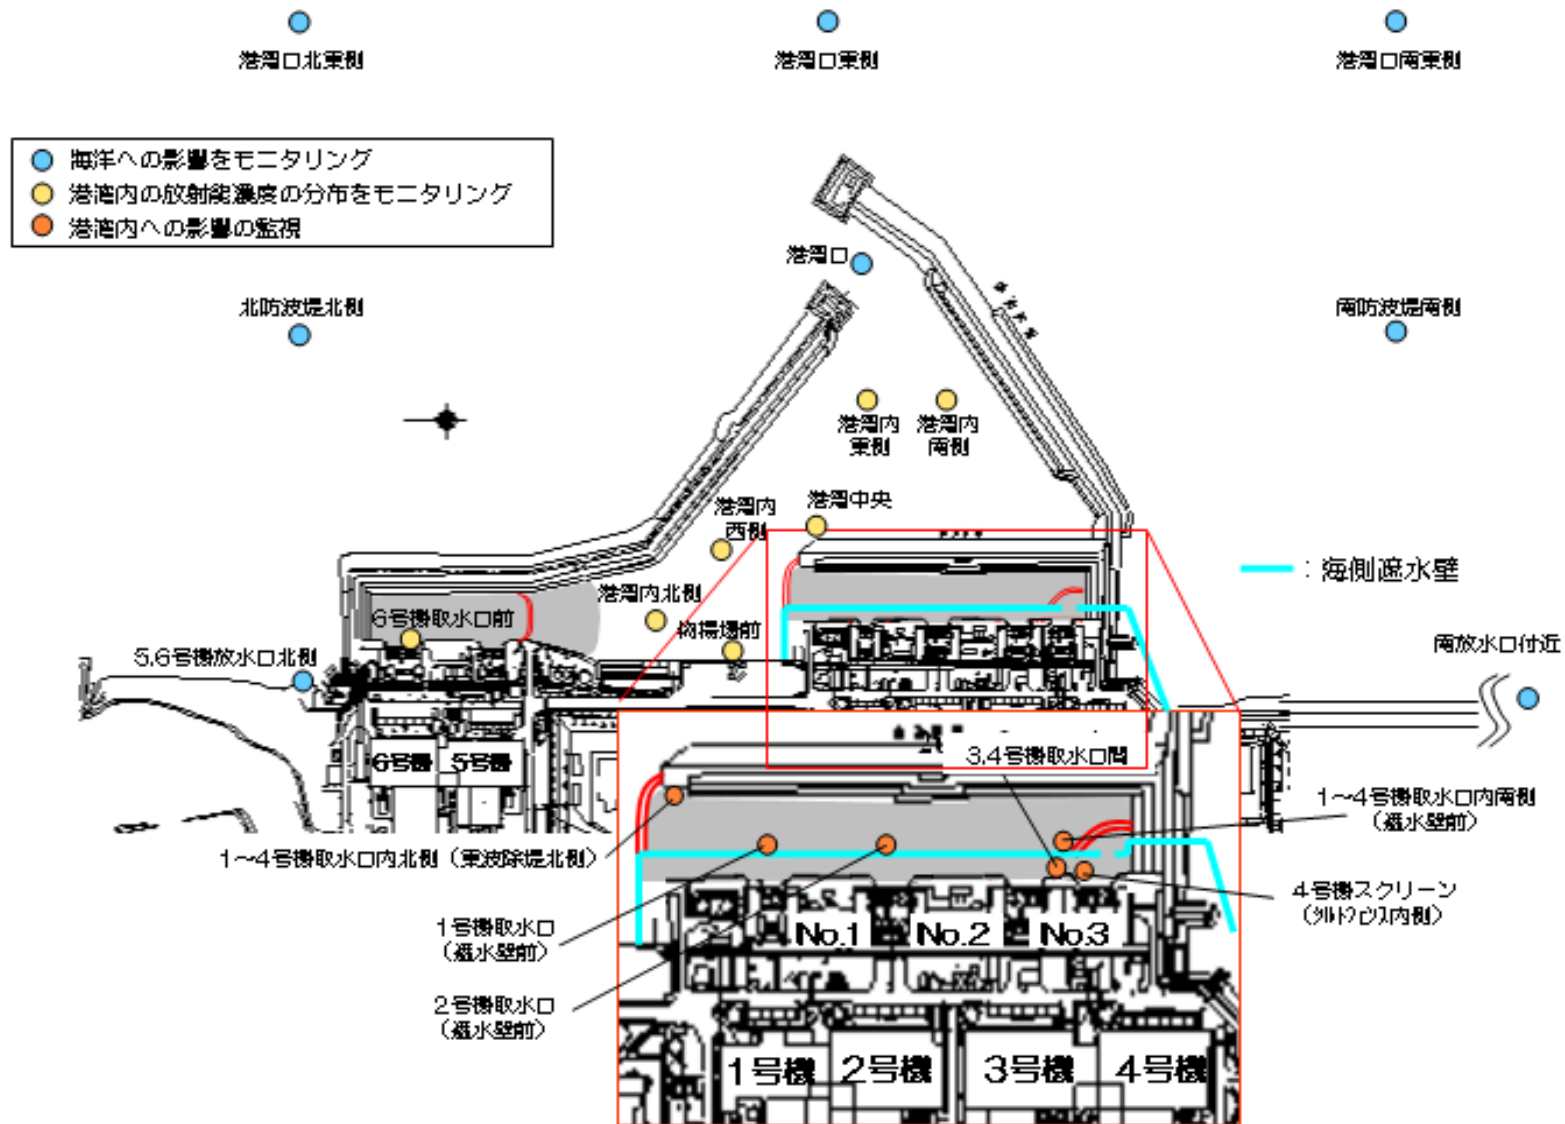 港湾口北東側
港湾口東側
港湾口南東側
海洋への影響をモニタリング
港湾内の放射能濃度の分布をモニタリング
港湾内への影響の監視
港湾口
北防波堤北側
南防波堤南側
港湾内
東側
港湾内
南側
港湾内
西側
港湾中央
：海側遮水壁
港湾内北側
6号機取水口前
物揚場前
5,6号機放水口北側
南放水口付近
6号機
5号機
3,4号機取水口間
1～4号機取水口内南側
（遮水壁前）
1～4号機取水口内北側（東波除堤北側）
4号機スクリーン
（シルトフェンス内側）
1号機取水口
（遮水壁前）
No.1
No.2
No.3
2号機取水口
（遮水壁前）
1号機
2号機
3号機
4号機